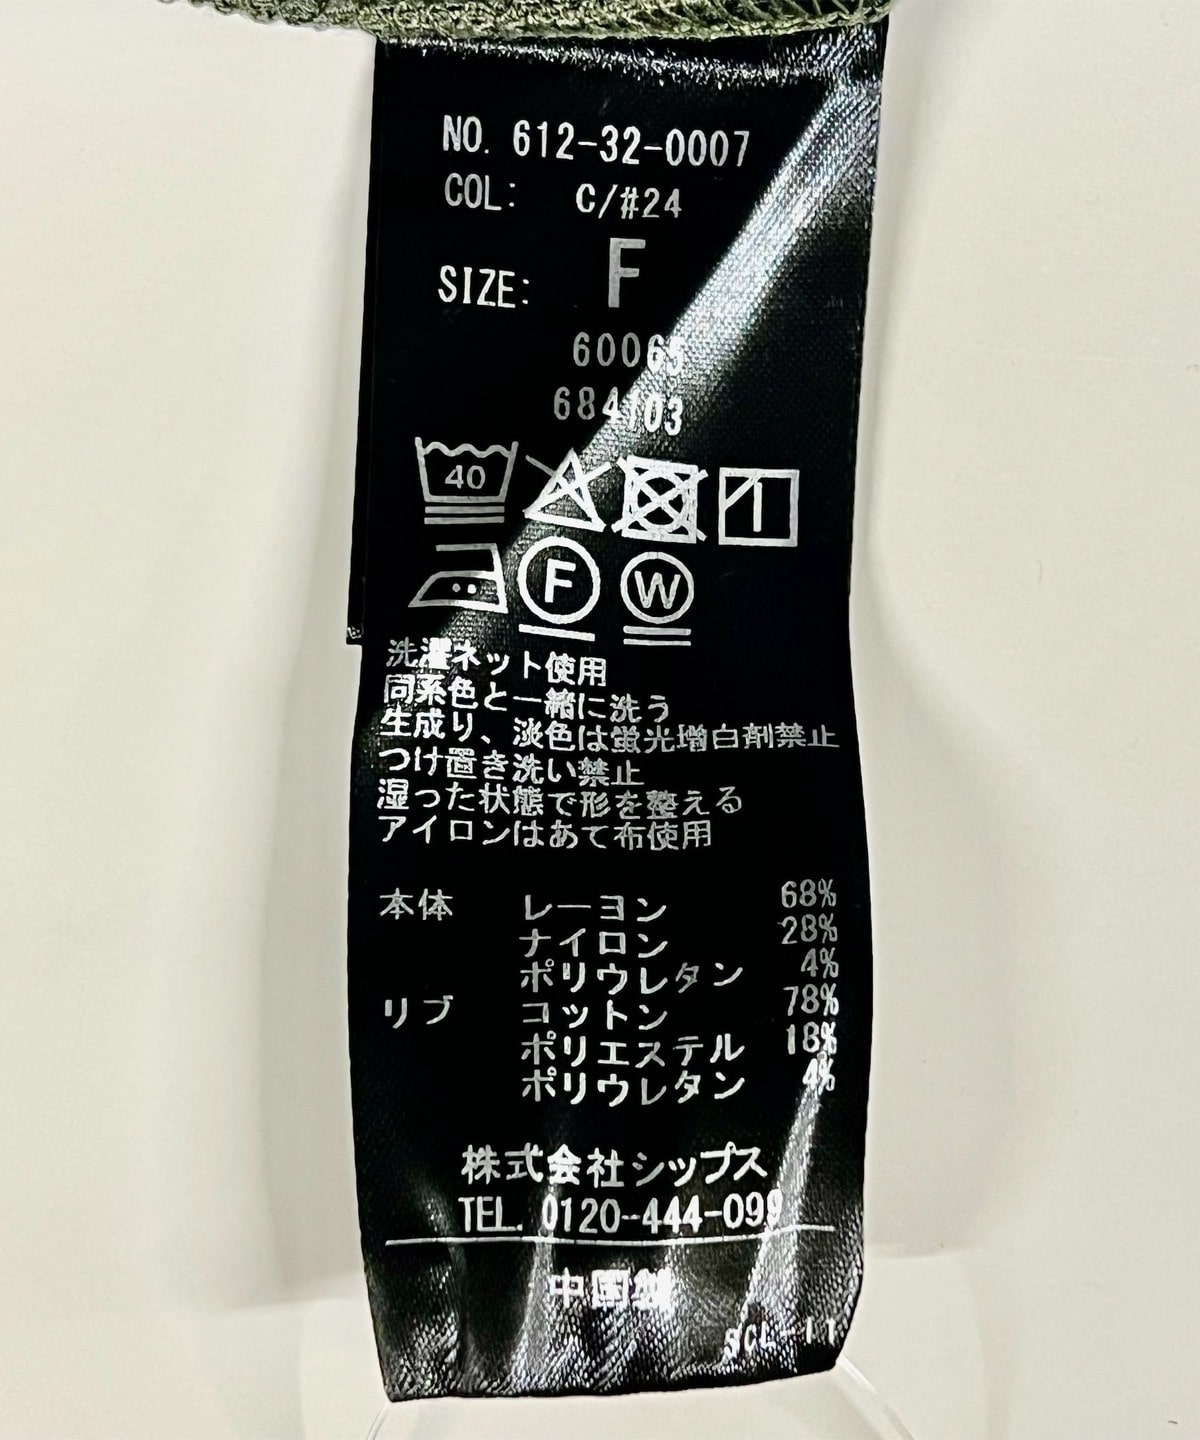 NO. 612-32-0007
COL: C/#24
SIZE: F
60065
684103
40
F W
洗濯ネット使用
同系色と一緒に洗う
生成り、淡色は蛍光増白剤禁止
つけ置き洗い禁止
湿った状態で形を整える
アイロンはあて布使用
本体 レーヨン 68%
ナイロン 28%
ポリウレタン 4%
リブ コットン 78%
ポリエステル 18%
ポリウレタン 4%
株式会社シップス
TEL. 0120-444-099
中国製
SCL-11